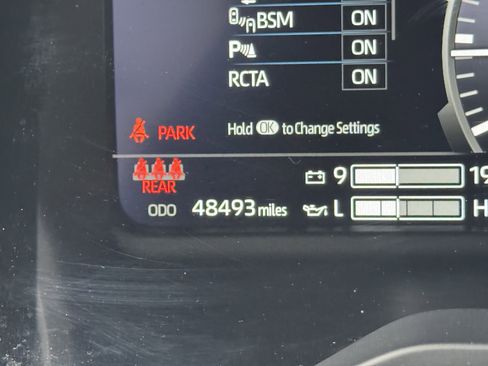 BSM ON
P ON
RCTA ON
Hold OK to Change Settings
PARK
REAR
9 19
ODO 48493 miles
L H